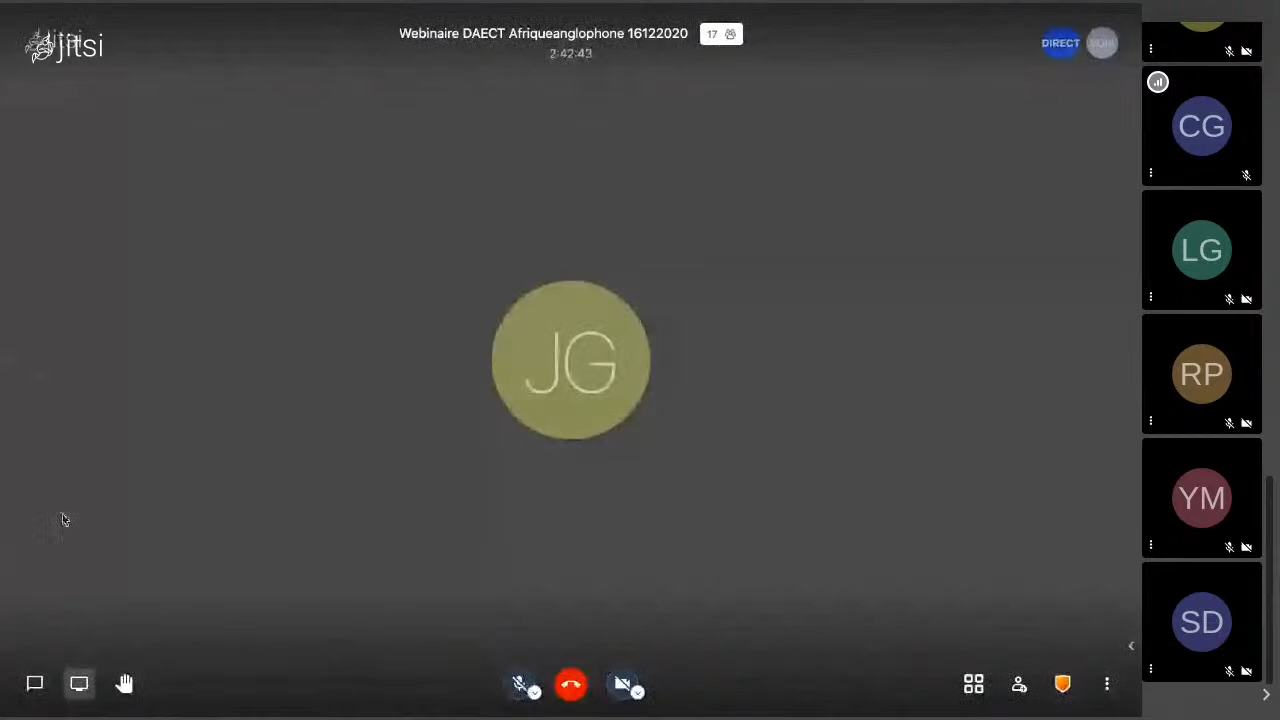 jitsi
Webinaire DAECT Afriqueanglophone 16122020
17
2:42:43
DIRECT
CG
LG
JG
RP
YM
SD